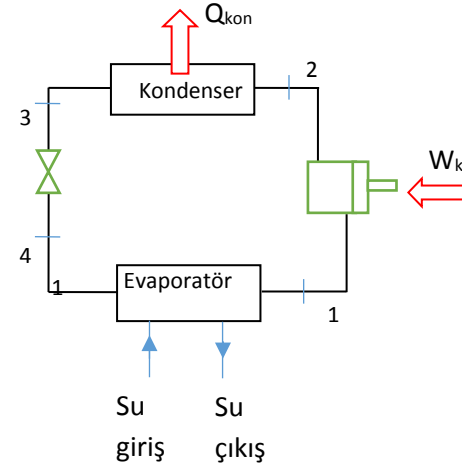 Qkon
2
Kondenser
3
Wk
4
1
Evaporatör
1
Su
giriş
Su
çıkış